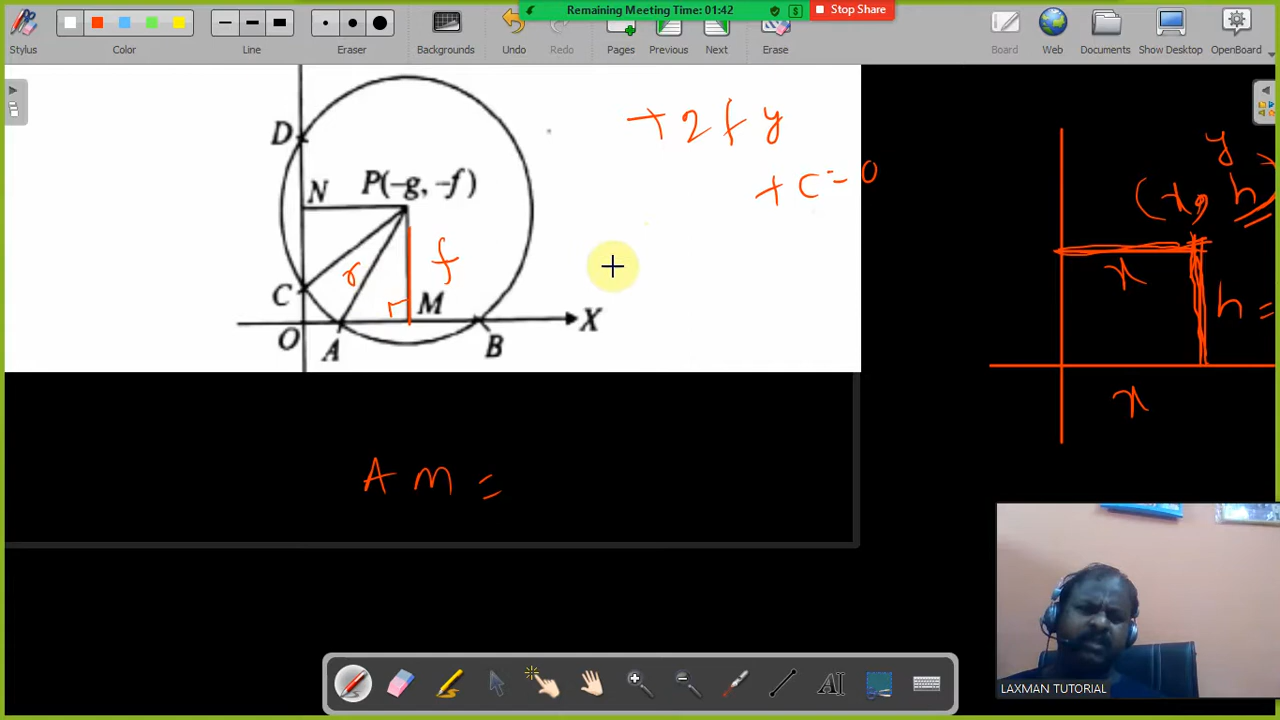 Remaining Meeting Time: 01:42
Stop Share
Stylus
Color
Line
Eraser
Backgrounds
Undo
Redo
Pages
Previous
Next
Erase
Board
Web
Documents
Show Desktop
OpenBoard
D
N P(-g, -f)
C
O
A
M
B
X
r
f
+2fy
+c=0
y
(x, h)
x
h=
x
AM=
LAXMAN TUTORIAL